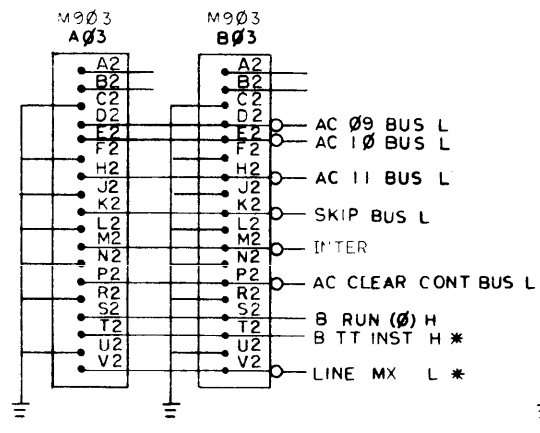 M903 M903
AØ3 BØ3
A2 A2
B2 B2
C2 C2
D2 D2 AC Ø9 BUS L
E2 E2 AC 1Ø BUS L
F2 F2
H2 H2 AC 11 BUS L
J2 J2
K2 K2 SKIP BUS L
L2 L2
M2 M2 INTER
N2 N2
P2 P2 AC CLEAR CONT BUS L
R2 R2
S2 S2 B RUN (Ø) H
T2 T2 B TT INST H *
U2 U2
V2 V2 LINE MX L *